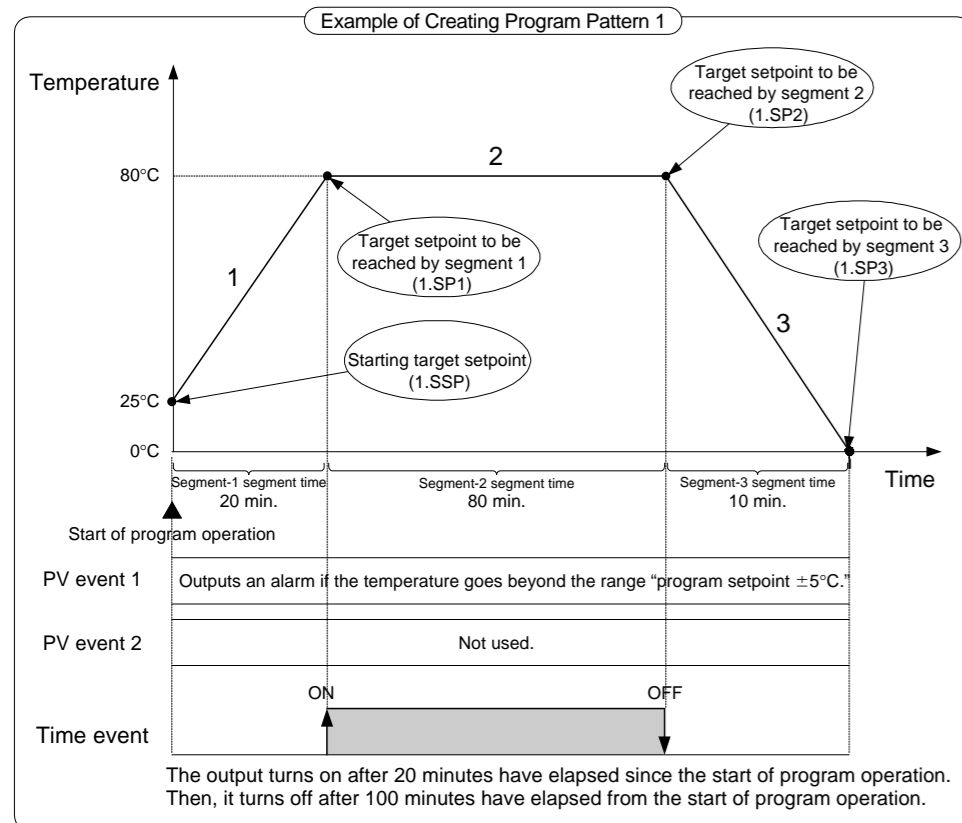 Example of Creating Program Pattern 1
Temperature
Target setpoint to be
reached by segment 2
(1.SP2)
2
80°C
Target setpoint to be
reached by segment 1
(1.SP1)
Target setpoint to be
reached by segment 3
(1.SP3)
1
3
Starting target setpoint
(1.SSP)
25°C
0°C
Time
Segment-1 segment time
20 min.
Segment-2 segment time
80 min.
Segment-3 segment time
10 min.
Start of program operation
PV event 1
Outputs an alarm if the temperature goes beyond the range “program setpoint ±5°C.”
PV event 2
Not used.
ON
OFF
Time event
The output turns on after 20 minutes have elapsed since the start of program operation.
Then, it turns off after 100 minutes have elapsed from the start of program operation.